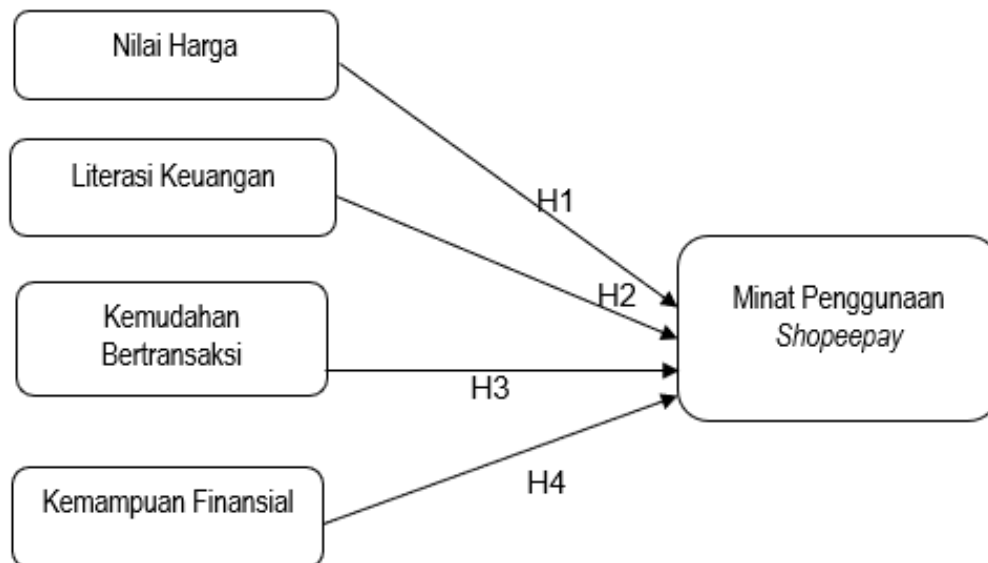 Nilai Harga
Literasi Keuangan
Kemudahan
Bertransaksi
Kemampuan Finansial
H1
H2
H3
H4
Minat Penggunaan
Shopeepay